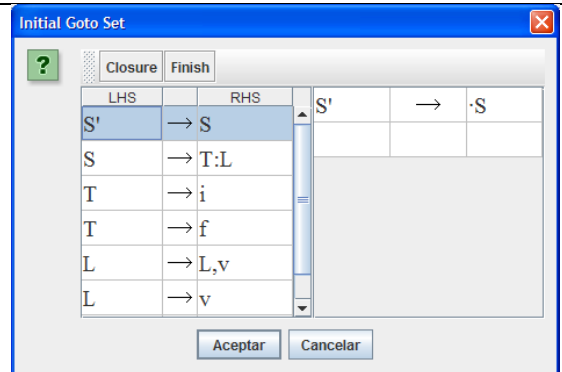 Initial Goto Set
?
Closure Finish
LHS RHS
S' → S
S → T:L
T → i
T → f
L → L,v
L → v
S' → ·S
Aceptar Cancelar